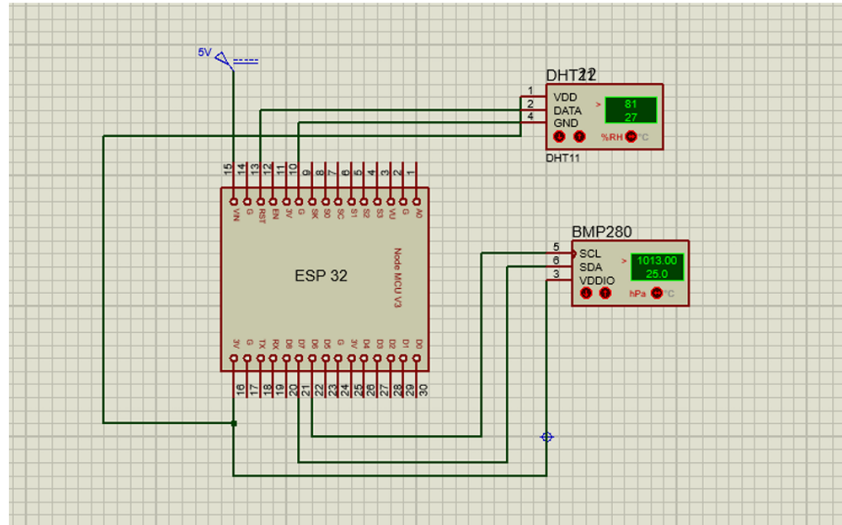 5V
DHT22
1 VDD
2 DATA
4 GND
> 81
27
%RH °C
DHT11
15 14 13 12 11 10 9 8 7 6 5 4 3 2 1
VIN G RST EN 3V G SK S0 SC S1 S2 S3 VU G A0
ESP 32
Node MCU V3
3V G TX RX D8 D7 D6 D5 G 3V D4 D3 D2 D1 D0
16 17 18 19 20 21 22 23 24 25 26 27 28 29 30
BMP280
5 SCL
6 SDA
3 VDDIO
> 1013.00
25.0
hPa °C